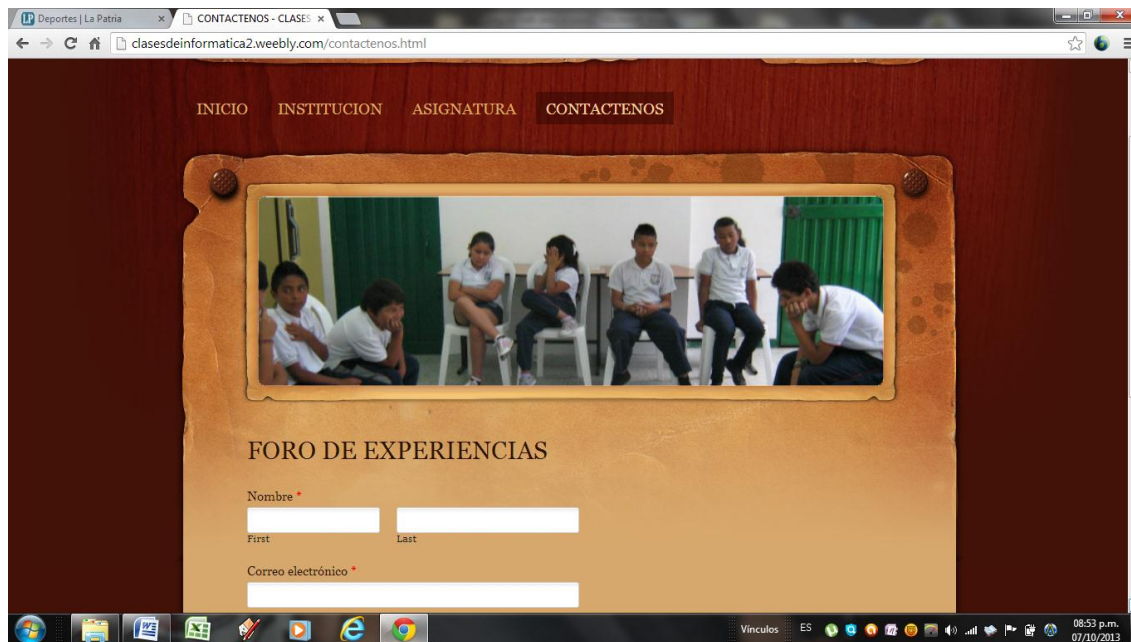 Deportes | La Patria
CONTACTENOS - CLASES
clasesdeinformatica2.weebly.com/contactenos.html
INICIO INSTITUCION ASIGNATURA CONTACTENOS
FORO DE EXPERIENCIAS
Nombre *
First Last
Correo electrónico *
Vínculos ES 08:53 p.m.
07/10/2013